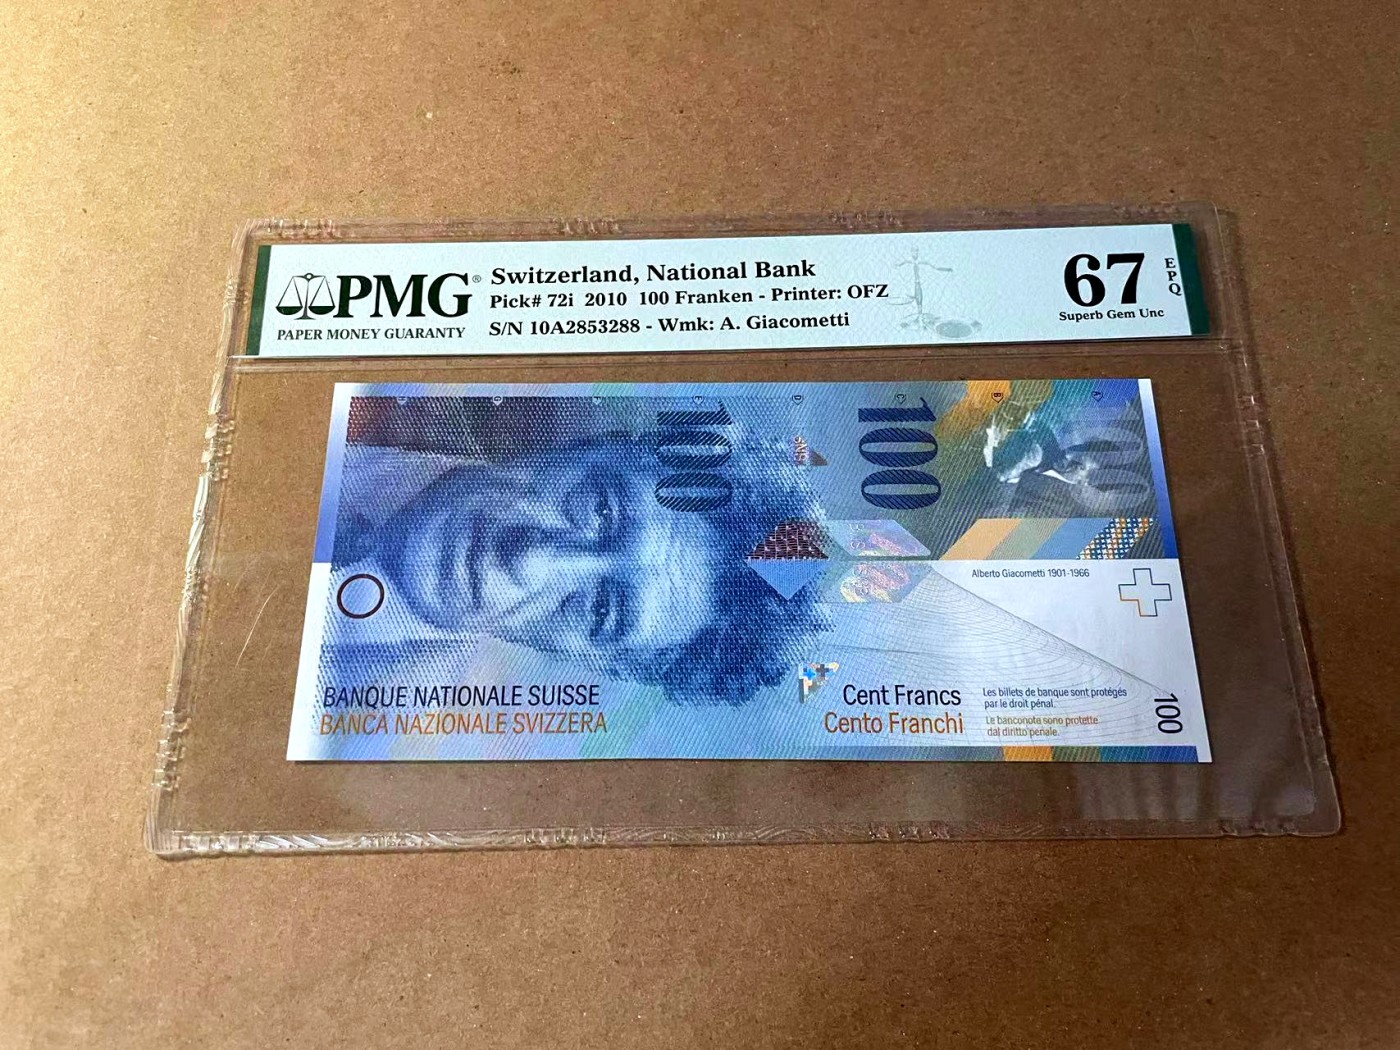 PMG®
PAPER MONEY GUARANTY
Switzerland, National Bank
Pick# 72i 2010 100 Franken - Printer: OFZ
S/N 10A2853288 - Wmk: A. Giacometti
67
EPQ
Superb Gem Unc
100
100
100
Alberto Giacometti 1901-1966
BANQUE NATIONALE SUISSE
BANCA NAZIONALE SVIZZERA
Cent Francs
Cento Franchi
Les billets de banque sont protégés
par le droit pénal.
Le banconote sono protette
dal diritto penale.
100